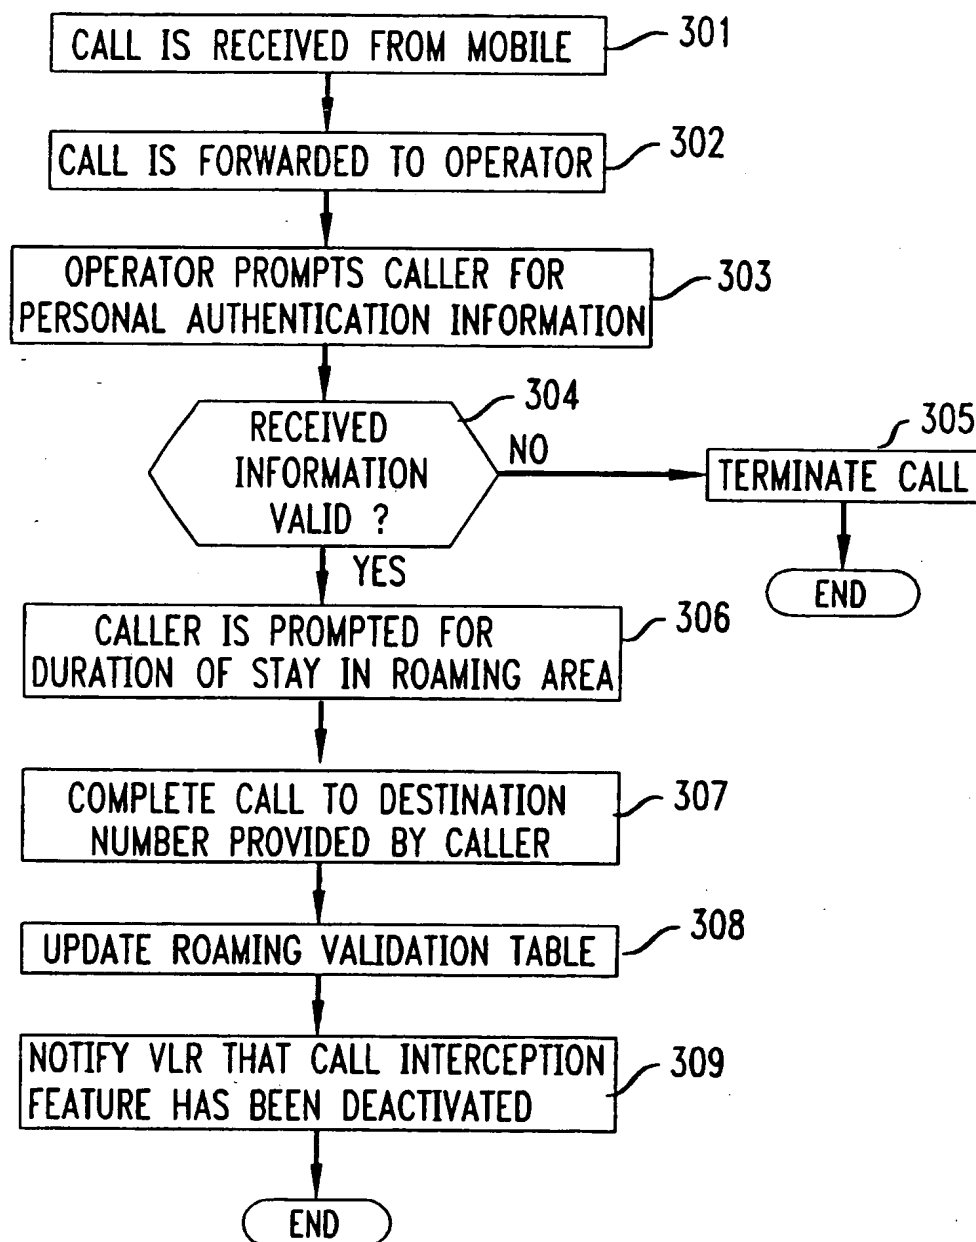 CALL IS RECEIVED FROM MOBILE
301
CALL IS FORWARDED TO OPERATOR
302
OPERATOR PROMPTS CALLER FOR
PERSONAL AUTHENTICATION INFORMATION
303
RECEIVED
INFORMATION
VALID ?
304
NO
305
TERMINATE CALL
END
YES
CALLER IS PROMPTED FOR
DURATION OF STAY IN ROAMING AREA
306
COMPLETE CALL TO DESTINATION
NUMBER PROVIDED BY CALLER
307
UPDATE ROAMING VALIDATION TABLE
308
NOTIFY VLR THAT CALL INTERCEPTION
FEATURE HAS BEEN DEACTIVATED
309
END